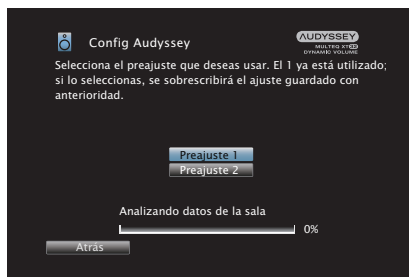 Config Audyssey
AUDYSSEY
MULTEQ XT32
DYNAMIC VOLUME
Selecciona el preajuste que deseas usar. El 1 ya está utilizado;
si lo seleccionas, se sobrescribirá el ajuste guardado con
anterioridad.
Preajuste 1
Preajuste 2
Analizando datos de la sala
0%
Atrás